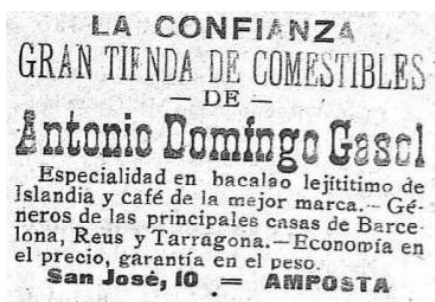 LA CONFIANZA
GRAN TIENDA DE COMESTIBLES
— DE —
Antonio Domingo Gasol
Especialidad en bacalao lejítitimo de
Islandia y café de la mejor marca.—Gé-
neros de las principales casas de Barce-
lona, Reus y Tarragona.—Economía en
el precio, garantía en el peso.
San José, 10 = AMPOSTA